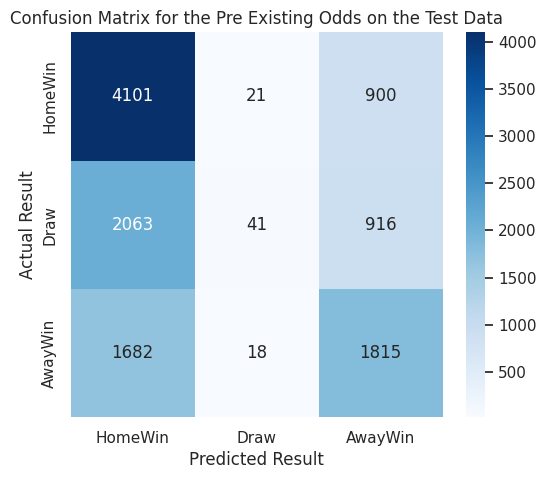 Confusion Matrix for the Pre Existing Odds on the Test Data
Actual Result
HomeWin
4101 21 900
Draw
2063 41 916
AwayWin
1682 18 1815
HomeWin Draw AwayWin
Predicted Result
4000
3500
3000
2500
2000
1500
1000
500